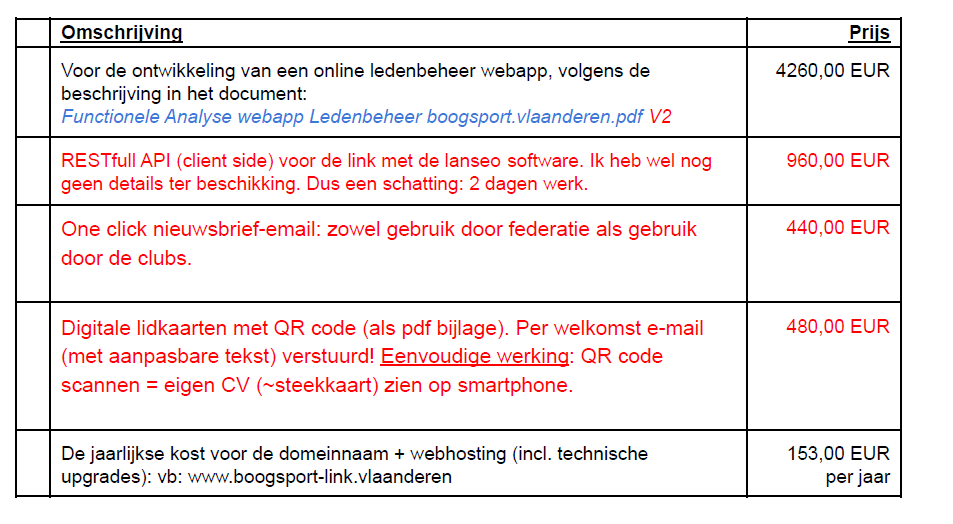 Omschrijving Prijs
Voor de ontwikkeling van een online ledenbeheer webapp, volgens de 4260,00 EUR
beschrijving in het document:
Functionele Analyse webapp Ledenbeheer boogsport.vlaanderen.pdf V2
RESTfull API (client side) voor de link met de Ianseo software. Ik heb wel nog 960,00 EUR
geen details ter beschikking. Dus een schatting: 2 dagen werk.
One click nieuwsbrief-email: zowel gebruik door federatie als gebruik 440,00 EUR
door de clubs.
Digitale lidkaarten met QR code (als pdf bijlage). Per welkomst e-mail 480,00 EUR
(met aanpasbare tekst) verstuurd! Eenvoudige werking: QR code
scannen = eigen CV (~steekkaart) zien op smartphone.
De jaarlijkse kost voor de domeinnaam + webhosting (incl. technische 153,00 EUR
upgrades): vb: www.boogsport-link.vlaanderen per jaar